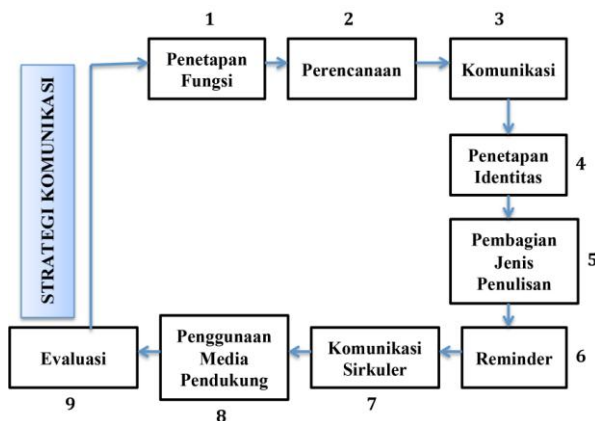 1
2
3
Penetapan
Fungsi
Perencanaan
Komunikasi
STRATEGI KOMUNIKASI
Penetapan
Identitas
4
Pembagian
Jenis
Penulisan
5
Reminder
6
Komunikasi
Sirkuler
7
Penggunaan
Media
Pendukung
8
Evaluasi
9